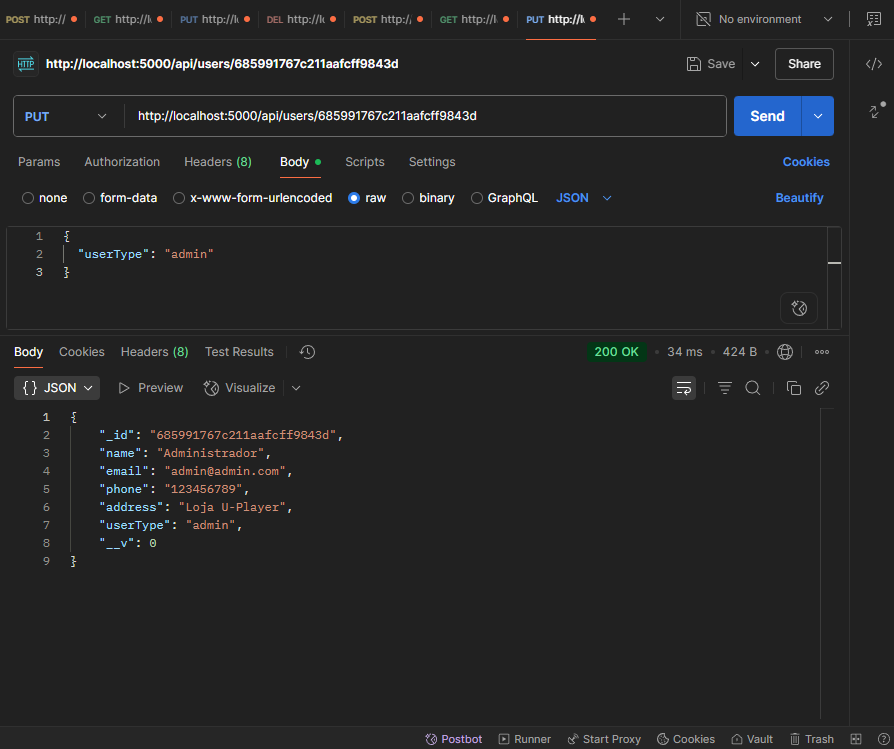 POST http:// GET http://l PUT http://l DEL http://l POST http:/ GET http://l PUT http://l No environment
HTTP http://localhost:5000/api/users/685991767c211aafcff9843d Save Share
PUT http://localhost:5000/api/users/685991767c211aafcff9843d Send
Params Authorization Headers (8) Body Scripts Settings Cookies
none form-data x-www-form-urlencoded raw binary GraphQL JSON Beautify
1 {
2 "userType": "admin"
3 }
Body Cookies Headers (8) Test Results 200 OK 34 ms 424 B
{} JSON Preview Visualize
1 {
2 "_id": "685991767c211aafcff9843d",
3 "name": "Administrador",
4 "email": "admin@admin.com",
5 "phone": "123456789",
6 "address": "Loja U-Player",
7 "userType": "admin",
8 "__v": 0
9 }
Postbot Runner Start Proxy Cookies Vault Trash